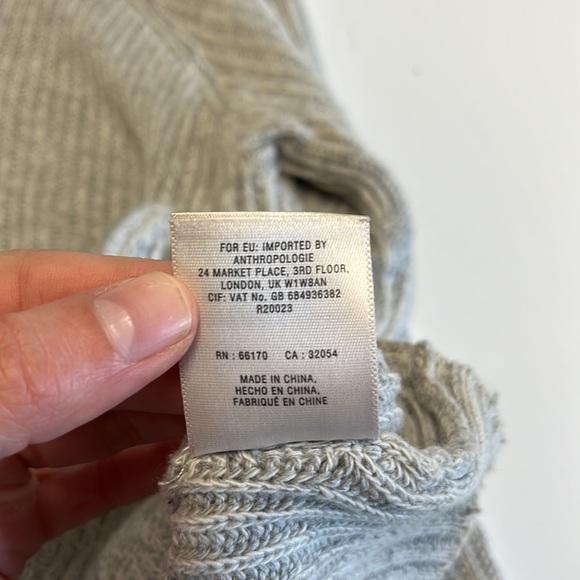 FOR EU: IMPORTED BY
ANTHROPOLOGIE
24 MARKET PLACE, 3RD FLOOR,
LONDON, UK W1W8AN
CIF: VAT No. GB 684936382
R20023
RN : 66170 CA : 32054
MADE IN CHINA,
HECHO EN CHINA,
FABRIQUÉ EN CHINE